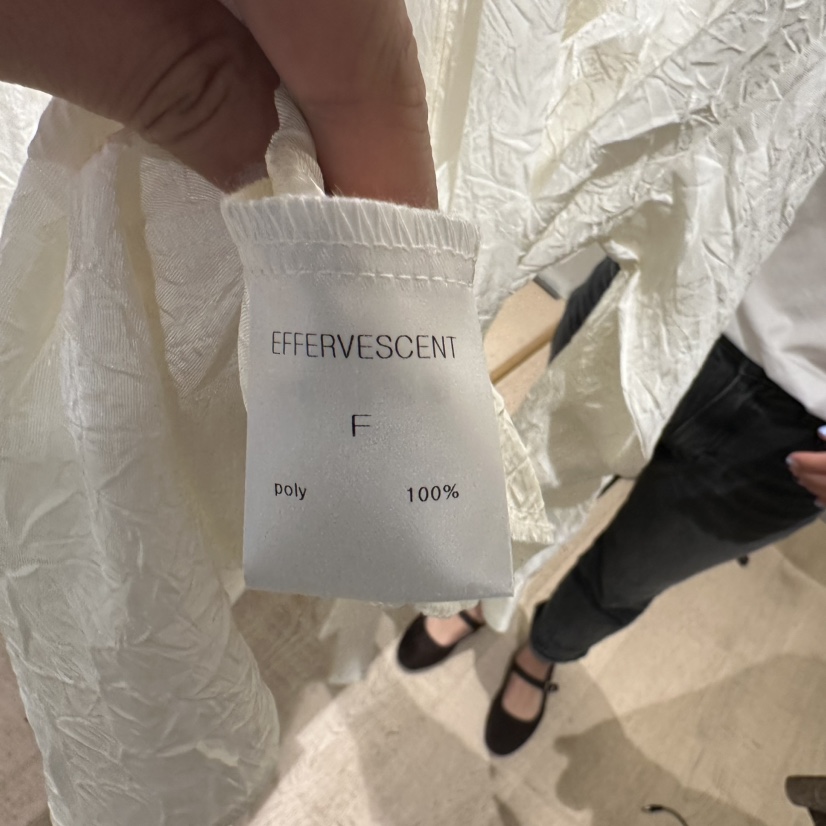 EFFERVESCENT
F
poly 100%